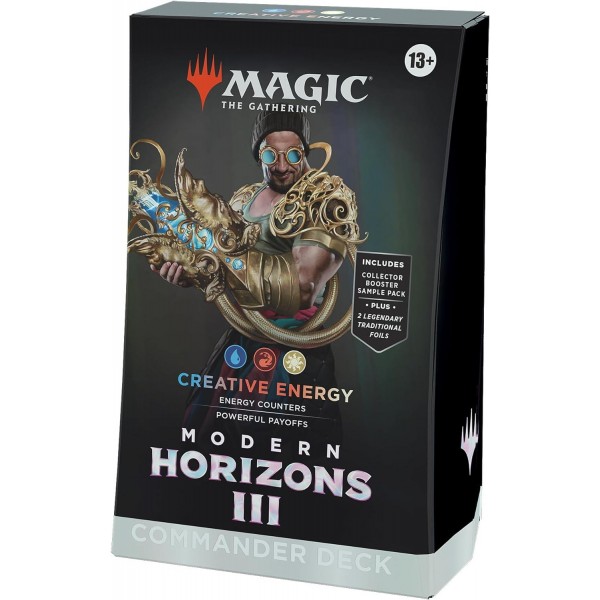 CREATIVE ENERGY
MAGIC
THE GATHERING
13+
INCLUDES
COLLECTOR
BOOSTER
SAMPLE PACK
• PLUS •
2 LEGENDARY
TRADITIONAL
FOILS
CREATIVE ENERGY
ENERGY COUNTERS
POWERFUL PAYOFFS
MODERN
HORIZONS
III
COMMANDER DECK